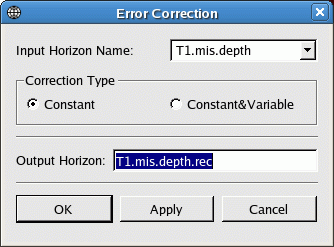 Error Correction
Input Horizon Name: T1.mis.depth
Correction Type
Constant Constant&Variable
Output Horizon: T1.mis.depth.rec
OK Apply Cancel